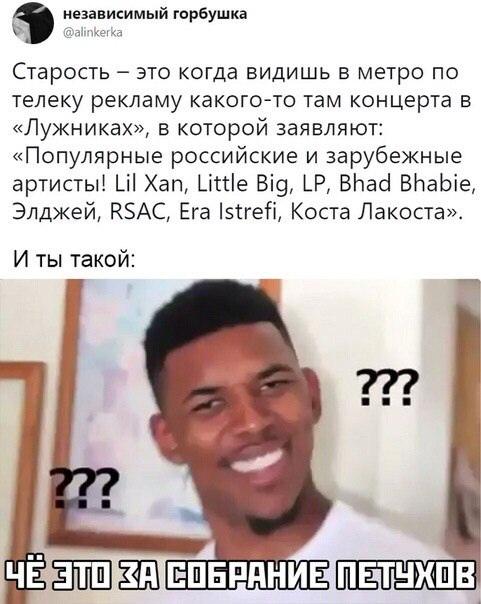 независимый горбушка
@alinkerka
Старость – это когда видишь в метро по
телеку рекламу какого-то там концерта в
«Лужниках», в которой заявляют:
«Популярные российские и зарубежные
артисты! Lil Xan, Little Big, LP, Bhad Bhabie,
Элджей, RSAC, Era Istrefi, Коста Лакоста».
И ты такой:
???
???
ЧЁ ЭТО ЗА СОБРАНИЕ ПЕТУХОВ